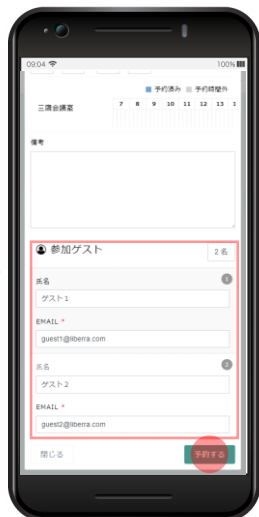 09:04 100%
予約済み 予約時間外
三階会議室 7 8 9 10 11 12 13 1
備考
参加ゲスト 2 名
氏名 1
ゲスト1
EMAIL *
guest1@liberra.com
氏名 2
ゲスト2
EMAIL *
guest2@liberra.com
閉じる 予約する